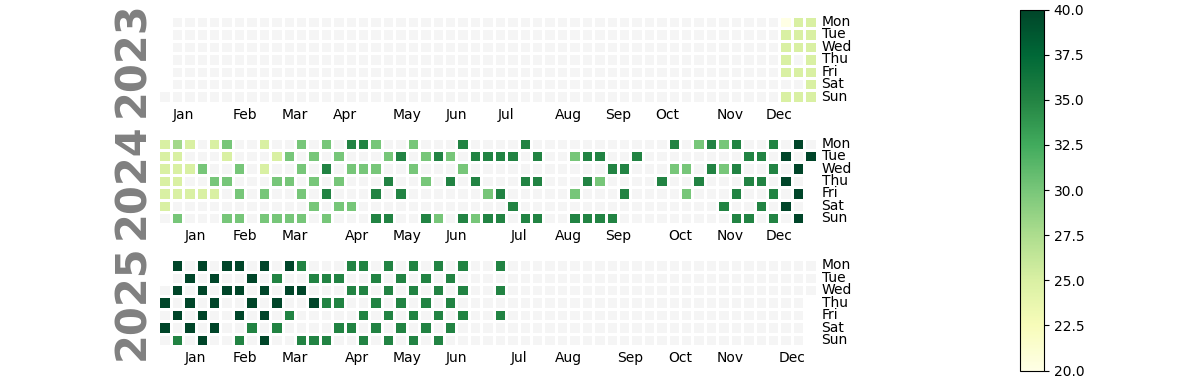 2023
Mon
Tue
Wed
Thu
Fri
Sat
Sun
Jan Feb Mar Apr May Jun Jul Aug Sep Oct Nov Dec
2024
Mon
Tue
Wed
Thu
Fri
Sat
Sun
Jan Feb Mar Apr May Jun Jul Aug Sep Oct Nov Dec
2025
Mon
Tue
Wed
Thu
Fri
Sat
Sun
Jan Feb Mar Apr May Jun Jul Aug Sep Oct Nov Dec
40.0
37.5
35.0
32.5
30.0
27.5
25.0
22.5
20.0